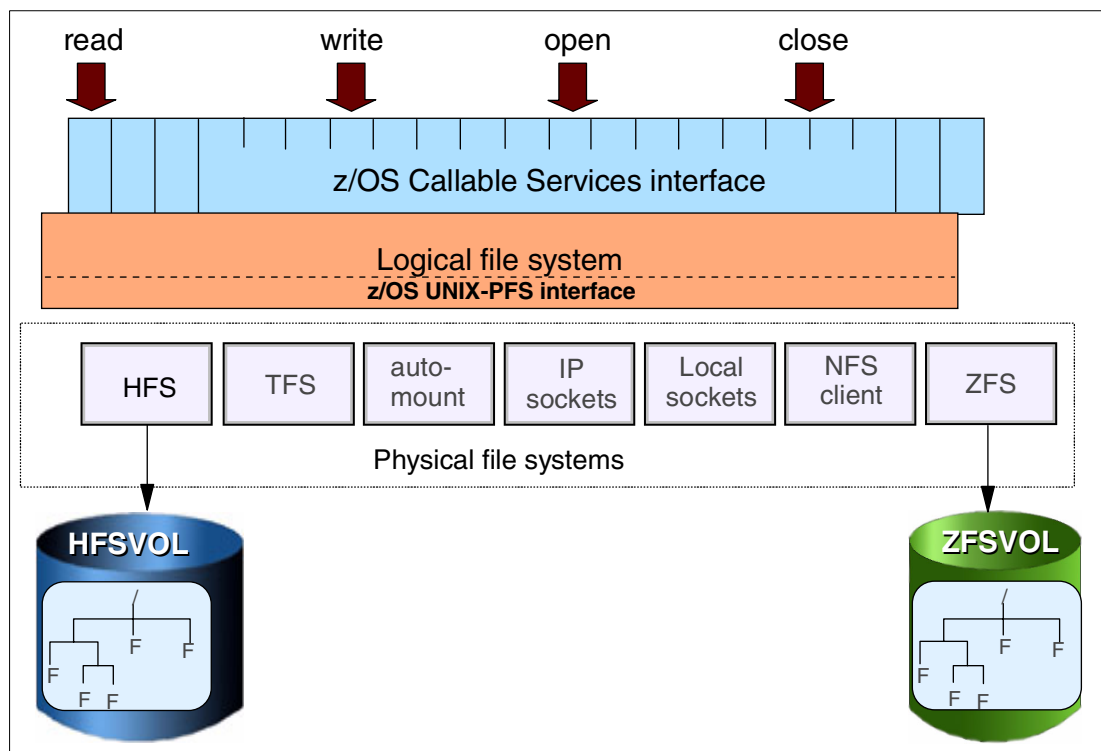 read write open close
z/OS Callable Services interface
Logical file system
z/OS UNIX-PFS interface
HFS
TFS
auto-
mount
IP
sockets
Local
sockets
NFS
client
ZFS
Physical file systems
HFSVOL
/
F
F
F
F F
ZFSVOL
/
F
F
F
F F